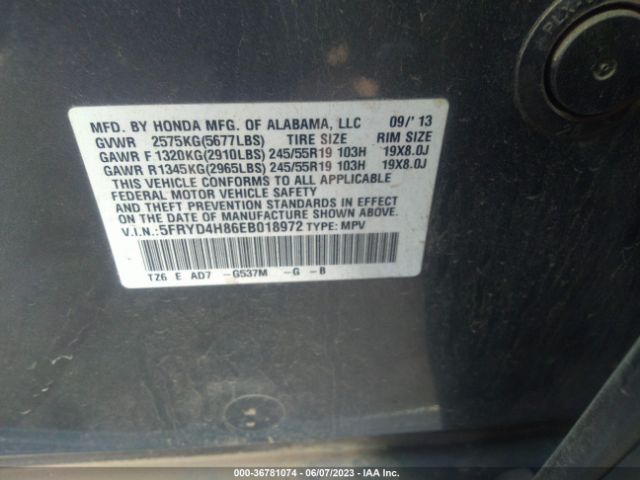 PLX
MFD. BY HONDA MFG. OF ALABAMA, LLC 09/' 13
GVWR 2575KG(5677LBS) TIRE SIZE RIM SIZE
GAWR F 1320KG(2910LBS) 245/55R19 103H 19X8.0J
GAWR R 1345KG(2965LBS) 245/55R19 103H 19X8.0J
THIS VEHICLE CONFORMS TO ALL APPLICABLE
FEDERAL MOTOR VEHICLE SAFETY
AND THEFT PREVENTION STANDARDS IN EFFECT
ON THE DATE OF MANUFACTURE SHOWN ABOVE.
V.I.N.:5FRYD4H86EB018972 TYPE: MPV
TZ6 E AD7 -G537M -G -B
000-36781074 | 06/07/2023 | IAA Inc.